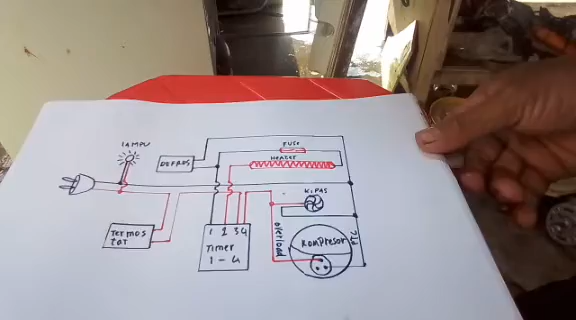 LAMPU
FUSE
DEFROS
HEATER
KIPAS
TERMOS
TAT
1 2 3 4
Timer
1 - 4
overload
KOMPRESOR